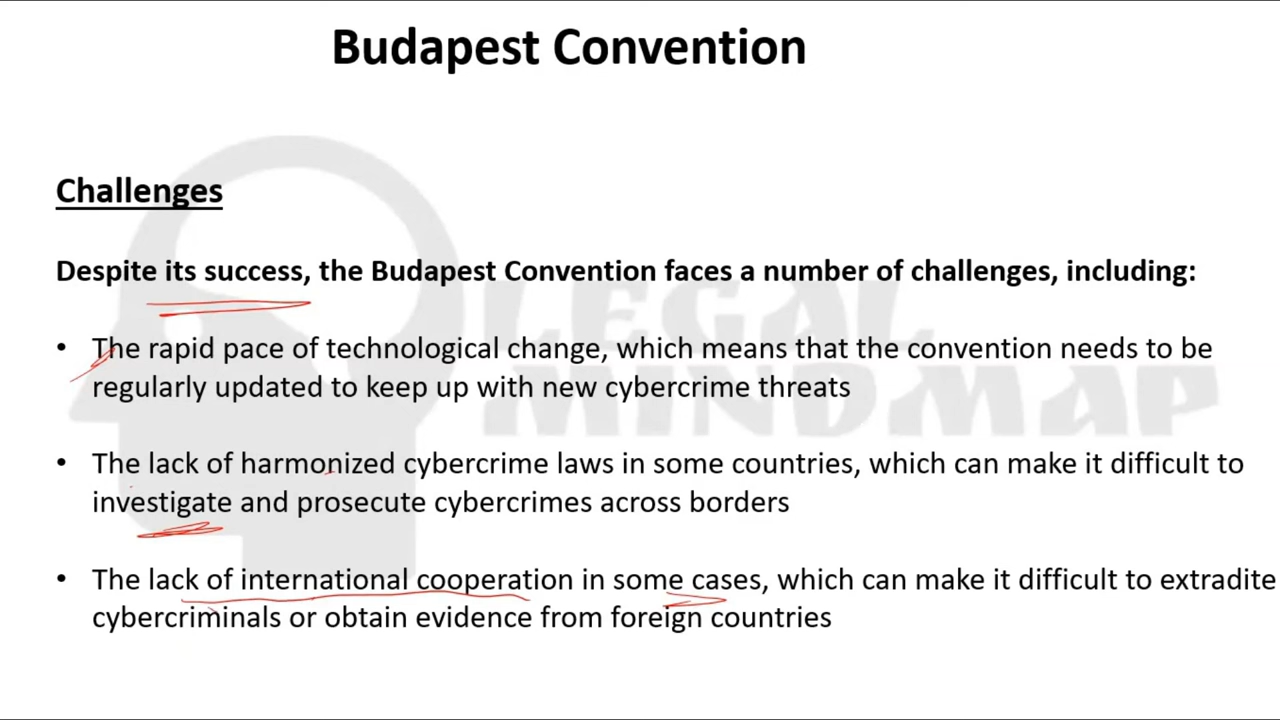 Budapest Convention
Challenges
Despite its success, the Budapest Convention faces a number of challenges, including:
• The rapid pace of technological change, which means that the convention needs to be
regularly updated to keep up with new cybercrime threats
• The lack of harmonized cybercrime laws in some countries, which can make it difficult to
investigate and prosecute cybercrimes across borders
• The lack of international cooperation in some cases, which can make it difficult to extradite
cybercriminals or obtain evidence from foreign countries
LEGAL
MINDMAP